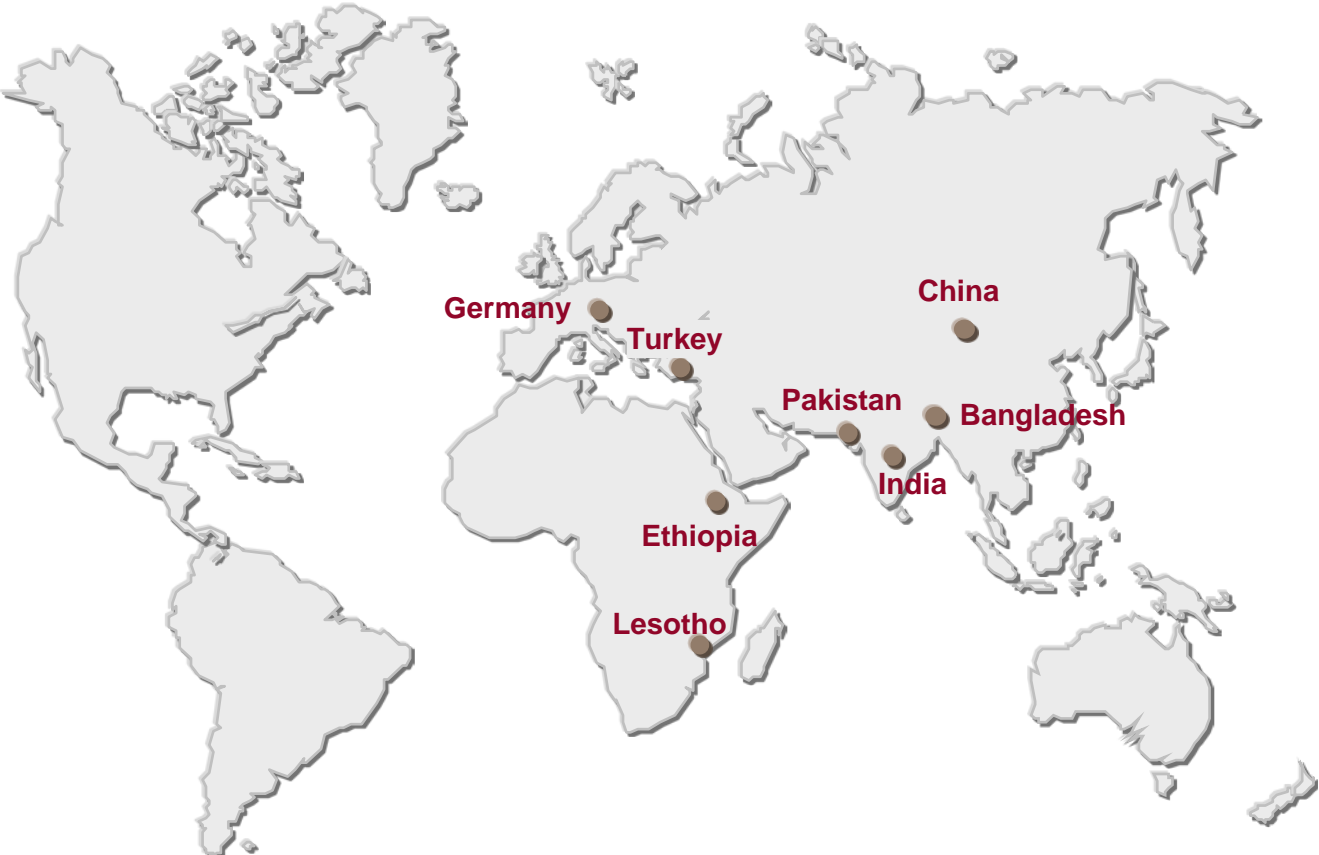 China
Germany
Turkey
Pakistan
Bangladesh
India
Ethiopia
Lesotho